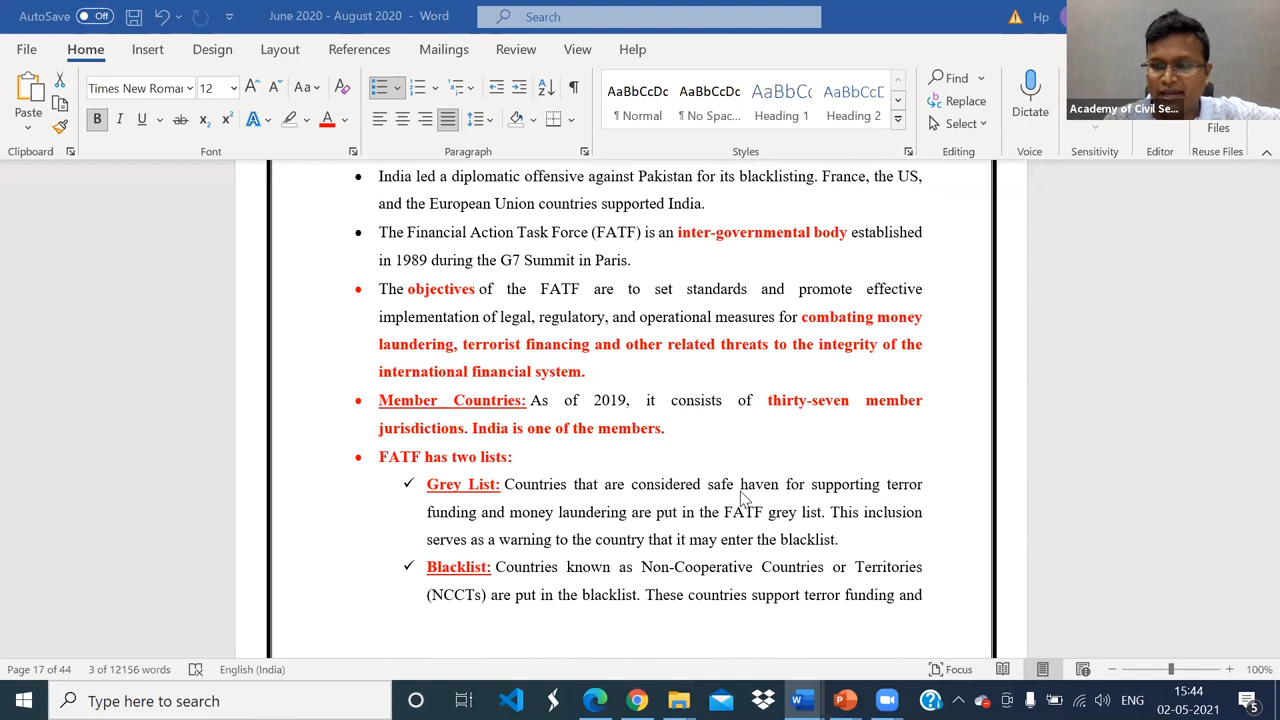 AutoSave Off June 2020 - August 2020 - Word Search Hp
File Home Insert Design Layout References Mailings Review View Help
Times New Roma 12 Aa AaBbCcDc AaBbCcDc AaBbCc AaBbCcD Find
Paste B I U ab x₂ x² A A ¶ Normal ¶ No Spac... Heading 1 Heading 2 Replace Select Dictate Academy of Civil Se... Files
Clipboard Font Paragraph Styles Editing Voice Sensitivity Editor Reuse Files
• India led a diplomatic offensive against Pakistan for its blacklisting. France, the US,
and the European Union countries supported India.
• The Financial Action Task Force (FATF) is an inter-governmental body established
in 1989 during the G7 Summit in Paris.
• The objectives of the FATF are to set standards and promote effective
implementation of legal, regulatory, and operational measures for combating money
laundering, terrorist financing and other related threats to the integrity of the
international financial system.
• Member Countries: As of 2019, it consists of thirty-seven member
jurisdictions. India is one of the members.
• FATF has two lists:
✓ Grey List: Countries that are considered safe haven for supporting terror
funding and money laundering are put in the FATF grey list. This inclusion
serves as a warning to the country that it may enter the blacklist.
✓ Blacklist: Countries known as Non-Cooperative Countries or Territories
(NCCTs) are put in the blacklist. These countries support terror funding and
Page 17 of 44 3 of 12156 words English (India) Focus 100%
Type here to search ENG 15:44
02-05-2021 5